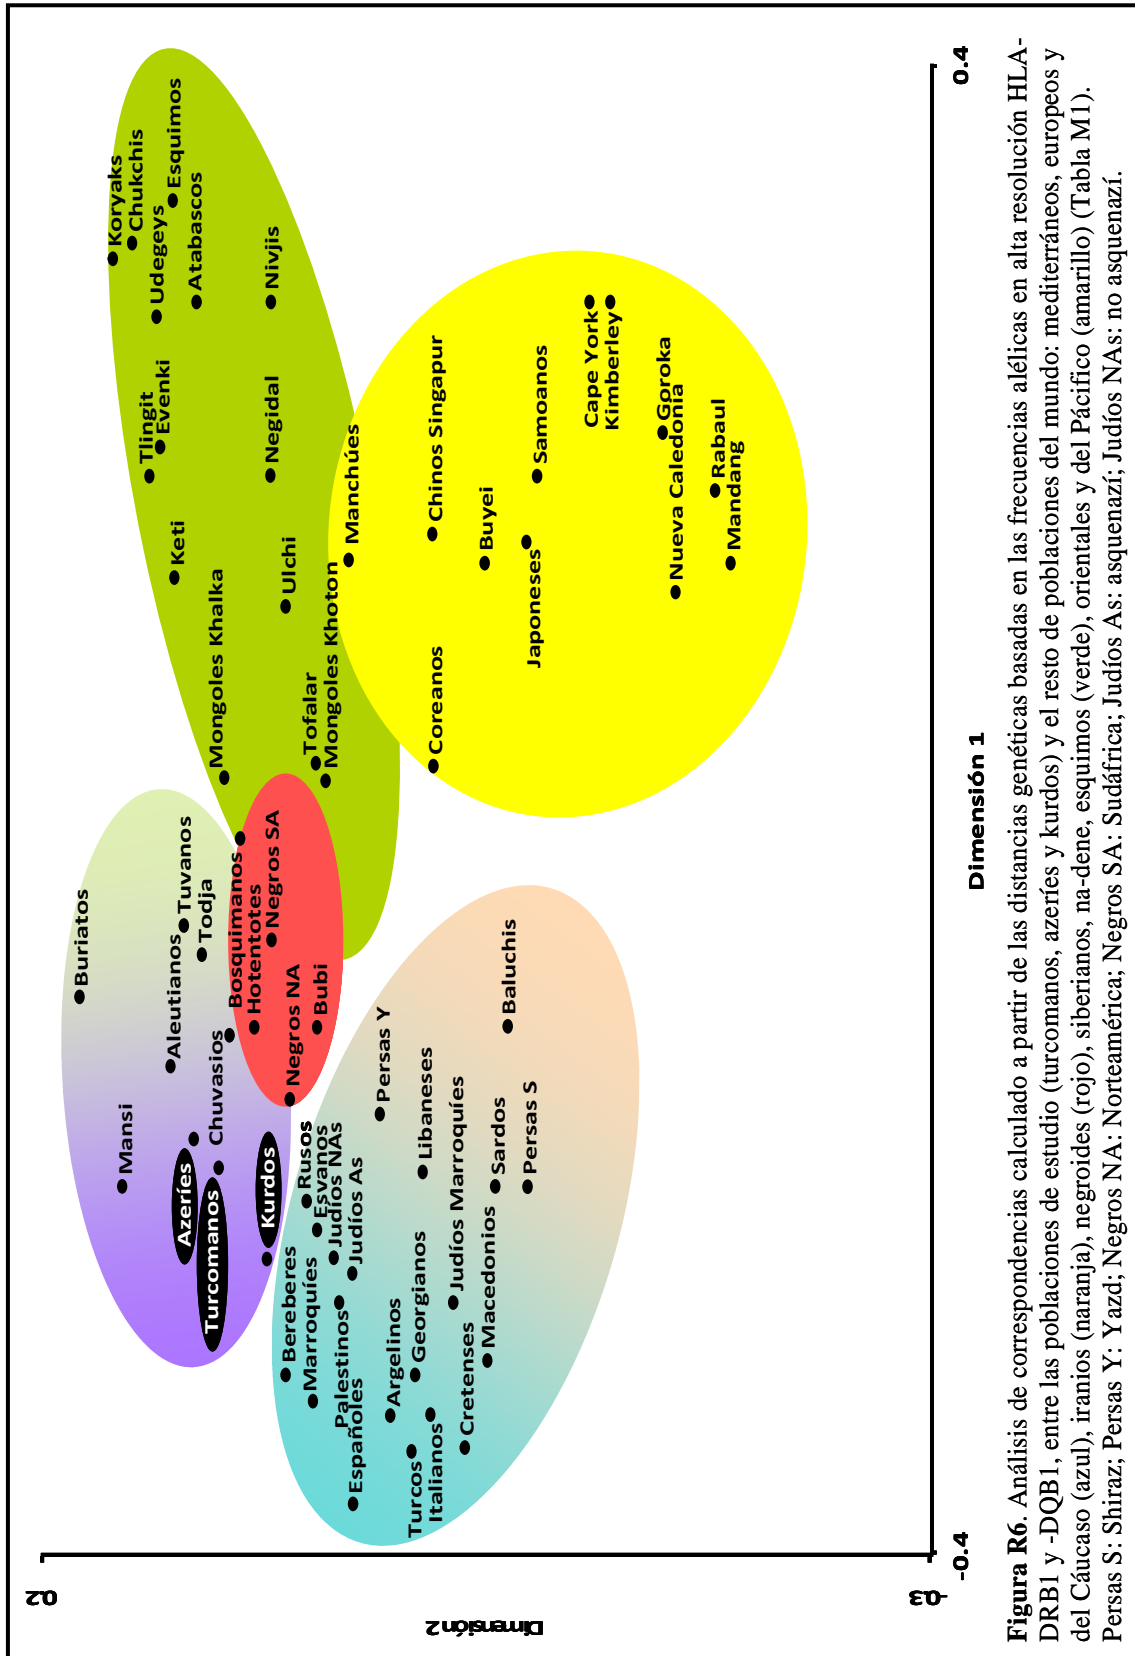 0.2
Dimensión 2
-0.3
-0.4
Dimensión 1
0.4
Buriatos
Mansi
Aleutianos
Tuvanos
Todja
Azeríes
Chuvasios
Turcomanos
Kurdos
Bosquimanos
Hotentotes
Negros SA
Negros NA
Bubi
Koryaks
Chukchis
Esquimos
Udegeys
Atabascos
Nivjis
Tlingit
Evenki
Negidal
Keti
Ulchi
Mongoles Khalka
Tofalar
Mongoles Khoton
Manchúes
Chinos Singapur
Coreanos
Buyei
Japoneses
Samoanos
Cape York
Kimberley
Goroka
Nueva Caledonia
Rabaul
Mandang
Bereberes
Rusos
Marroquíes
Esvanos
Judíos NAs
Palestinos
Judíos As
Españoles
Persas Y
Argelinos
Turcos
Georgianos
Libaneses
Italianos
Judíos Marroquíes
Cretenses
Macedonios
Sardos
Baluchis
Persas S
Figura R6. Análisis de correspondencias calculado a partir de las distancias genéticas basadas en las frecuencias alélicas en alta resolución HLA-
DRB1 y -DQB1, entre las poblaciones de estudio (turcomanos, azeríes y kurdos) y el resto de poblaciones del mundo: mediterráneos, europeos y
del Cáucaso (azul), iranios (naranja), negroides (rojo), siberianos, na-dene, esquimos (verde), orientales y del Pácifico (amarillo) (Tabla M1).
Persas S: Shiraz; Persas Y: Yazd; Negros NA: Norteamérica; Negros SA: Sudáfrica; Judíos As: asquenazí; Judíos NAs: no asquenazí.